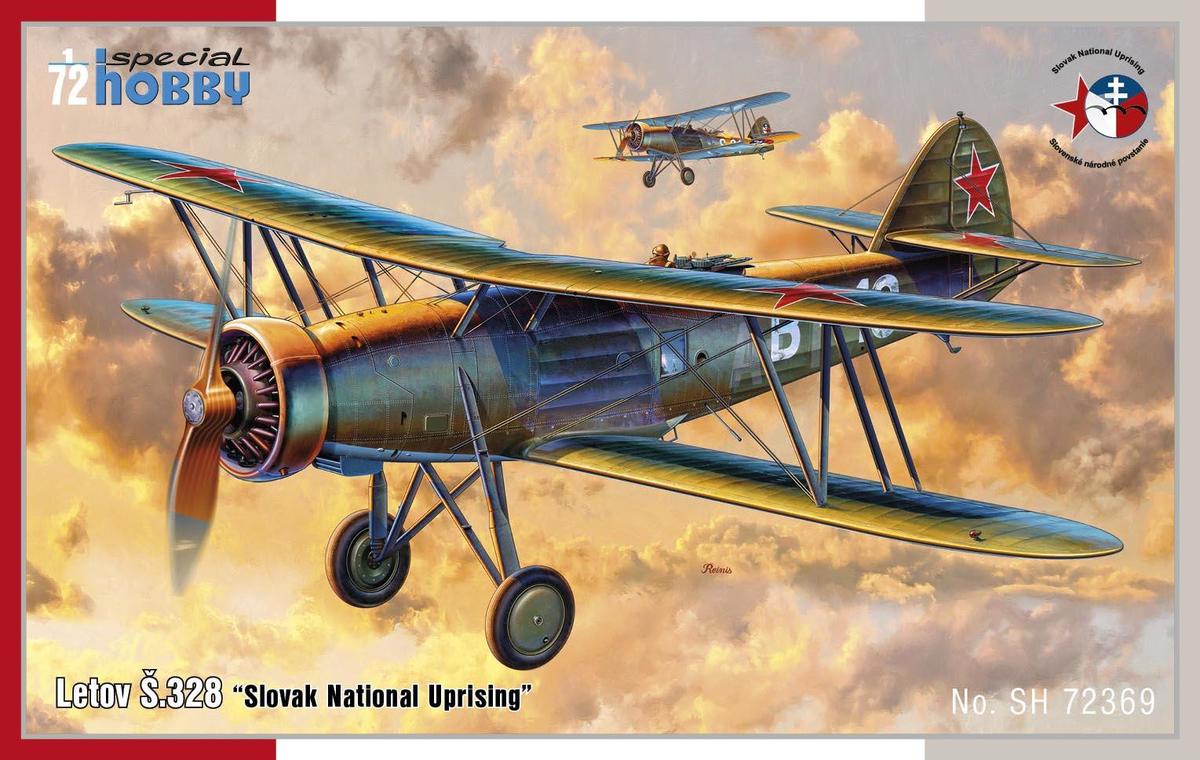 1/72 special hobby
Slovak National Uprising
Slovenské národné povstanie
B 19
Reinis
Letov Š.328 “Slovak National Uprising”
No. SH 72369